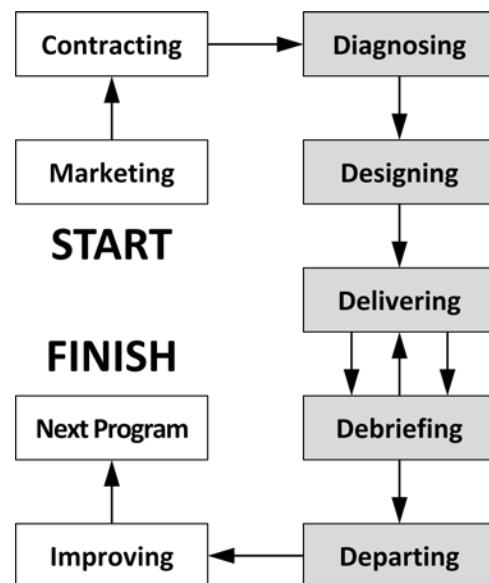 Contracting
Diagnosing
Marketing
Designing
START
Delivering
FINISH
Next Program
Debriefing
Improving
Departing